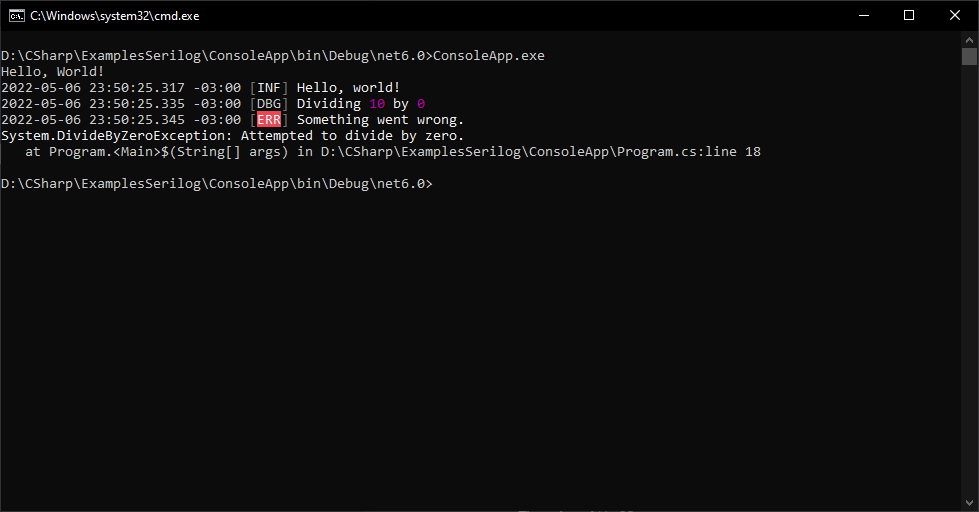 C:\Windows\system32\cmd.exe
D:\CSharp\ExamplesSerilog\ConsoleApp\bin\Debug\net6.0>ConsoleApp.exe
Hello, World!
2022-05-06 23:50:25.317 -03:00 [INF] Hello, world!
2022-05-06 23:50:25.335 -03:00 [DBG] Dividing 10 by 0
2022-05-06 23:50:25.345 -03:00 [ERR] Something went wrong.
System.DivideByZeroException: Attempted to divide by zero.
   at Program.<Main>$(String[] args) in D:\CSharp\ExamplesSerilog\ConsoleApp\Program.cs:line 18
D:\CSharp\ExamplesSerilog\ConsoleApp\bin\Debug\net6.0>